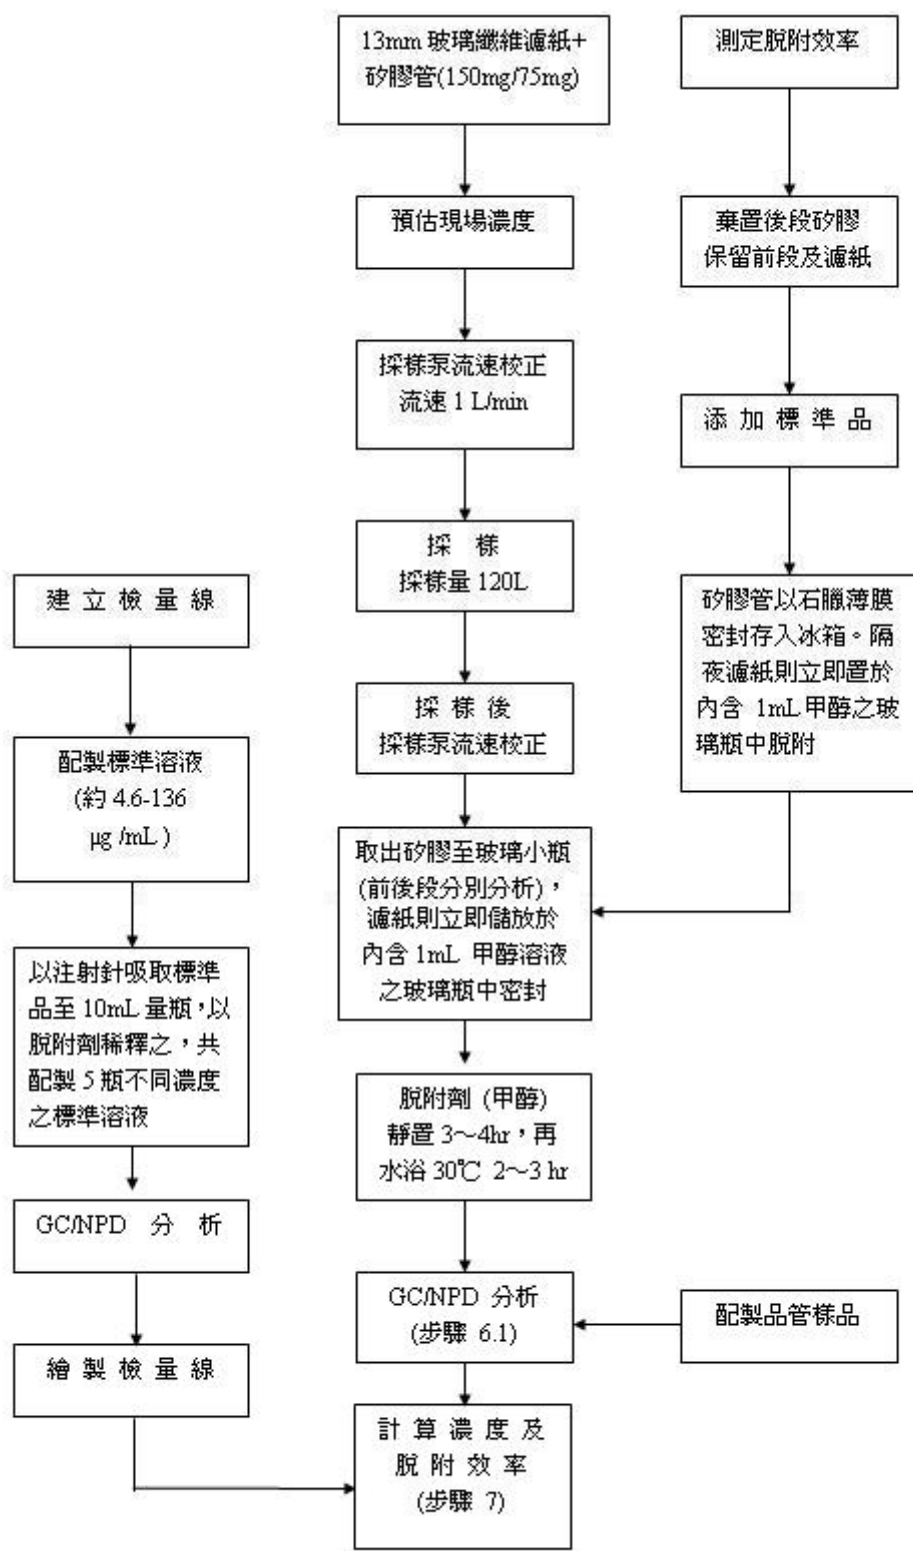 13mm 玻璃纖維濾紙+
矽膠管(150mg/75mg)
預估現場濃度
採樣泵流速校正
流速 1 L/min
採 樣
採樣量 120L
採 樣 後
採樣泵流速校正
取出矽膠至玻璃小瓶
(前後段分別分析)，
濾紙則立即儲放於
內含 1mL 甲醇溶液
之玻璃瓶中密封
脫附劑 (甲醇)
靜置 3～4hr，再
水浴 30℃ 2～3 hr
GC/NPD 分析
(步驟 6.1)
計 算 濃 度 及
脫 附 效 率
(步驟 7)
測定脫附效率
棄置後段矽膠
保留前段及濾紙
添 加 標 準 品
矽膠管以石臘薄膜
密封存入冰箱。隔
夜濾紙則立即置於
內含 1mL 甲醇之玻
璃瓶中脫附
配製品管樣品
建 立 檢 量 線
配製標準溶液
(約 4.6-136
μg /mL )
以注射針吸取標準
品至 10mL 量瓶，以
脫附劑稀釋之，共
配製 5 瓶不同濃度
之標準溶液
GC/NPD 分 析
繪 製 檢 量 線